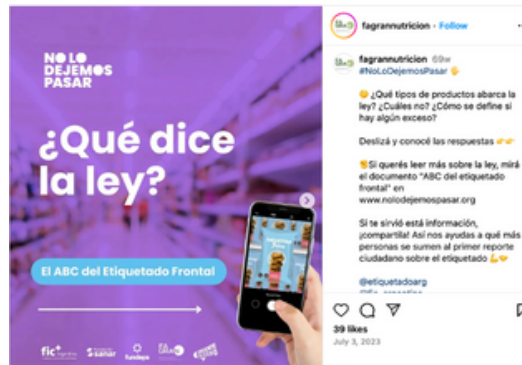 NO LO
DEJEMOS
PASAR
¿Qué dice
la ley?
El ABC del Etiquetado Frontal
fic
sanar
fundeps
fagrannutricion · Follow
fagrannutricion 69w
#NoLoDejemosPasar
¿Qué tipos de productos abarca la
ley? ¿Cuáles no? ¿Cómo se define si
hay algún exceso?
Deslizá y conocé las respuestas
Si querés leer más sobre la ley, mirá
el documento "ABC del etiquetado
frontal" en
www.nolodejemospasar.org
Si te sirvió está información,
¡compartila! Así nos ayudas a qué más
personas se sumen al primer reporte
ciudadano sobre el etiquetado
@etiquetadoarg
39 likes
July 3, 2023